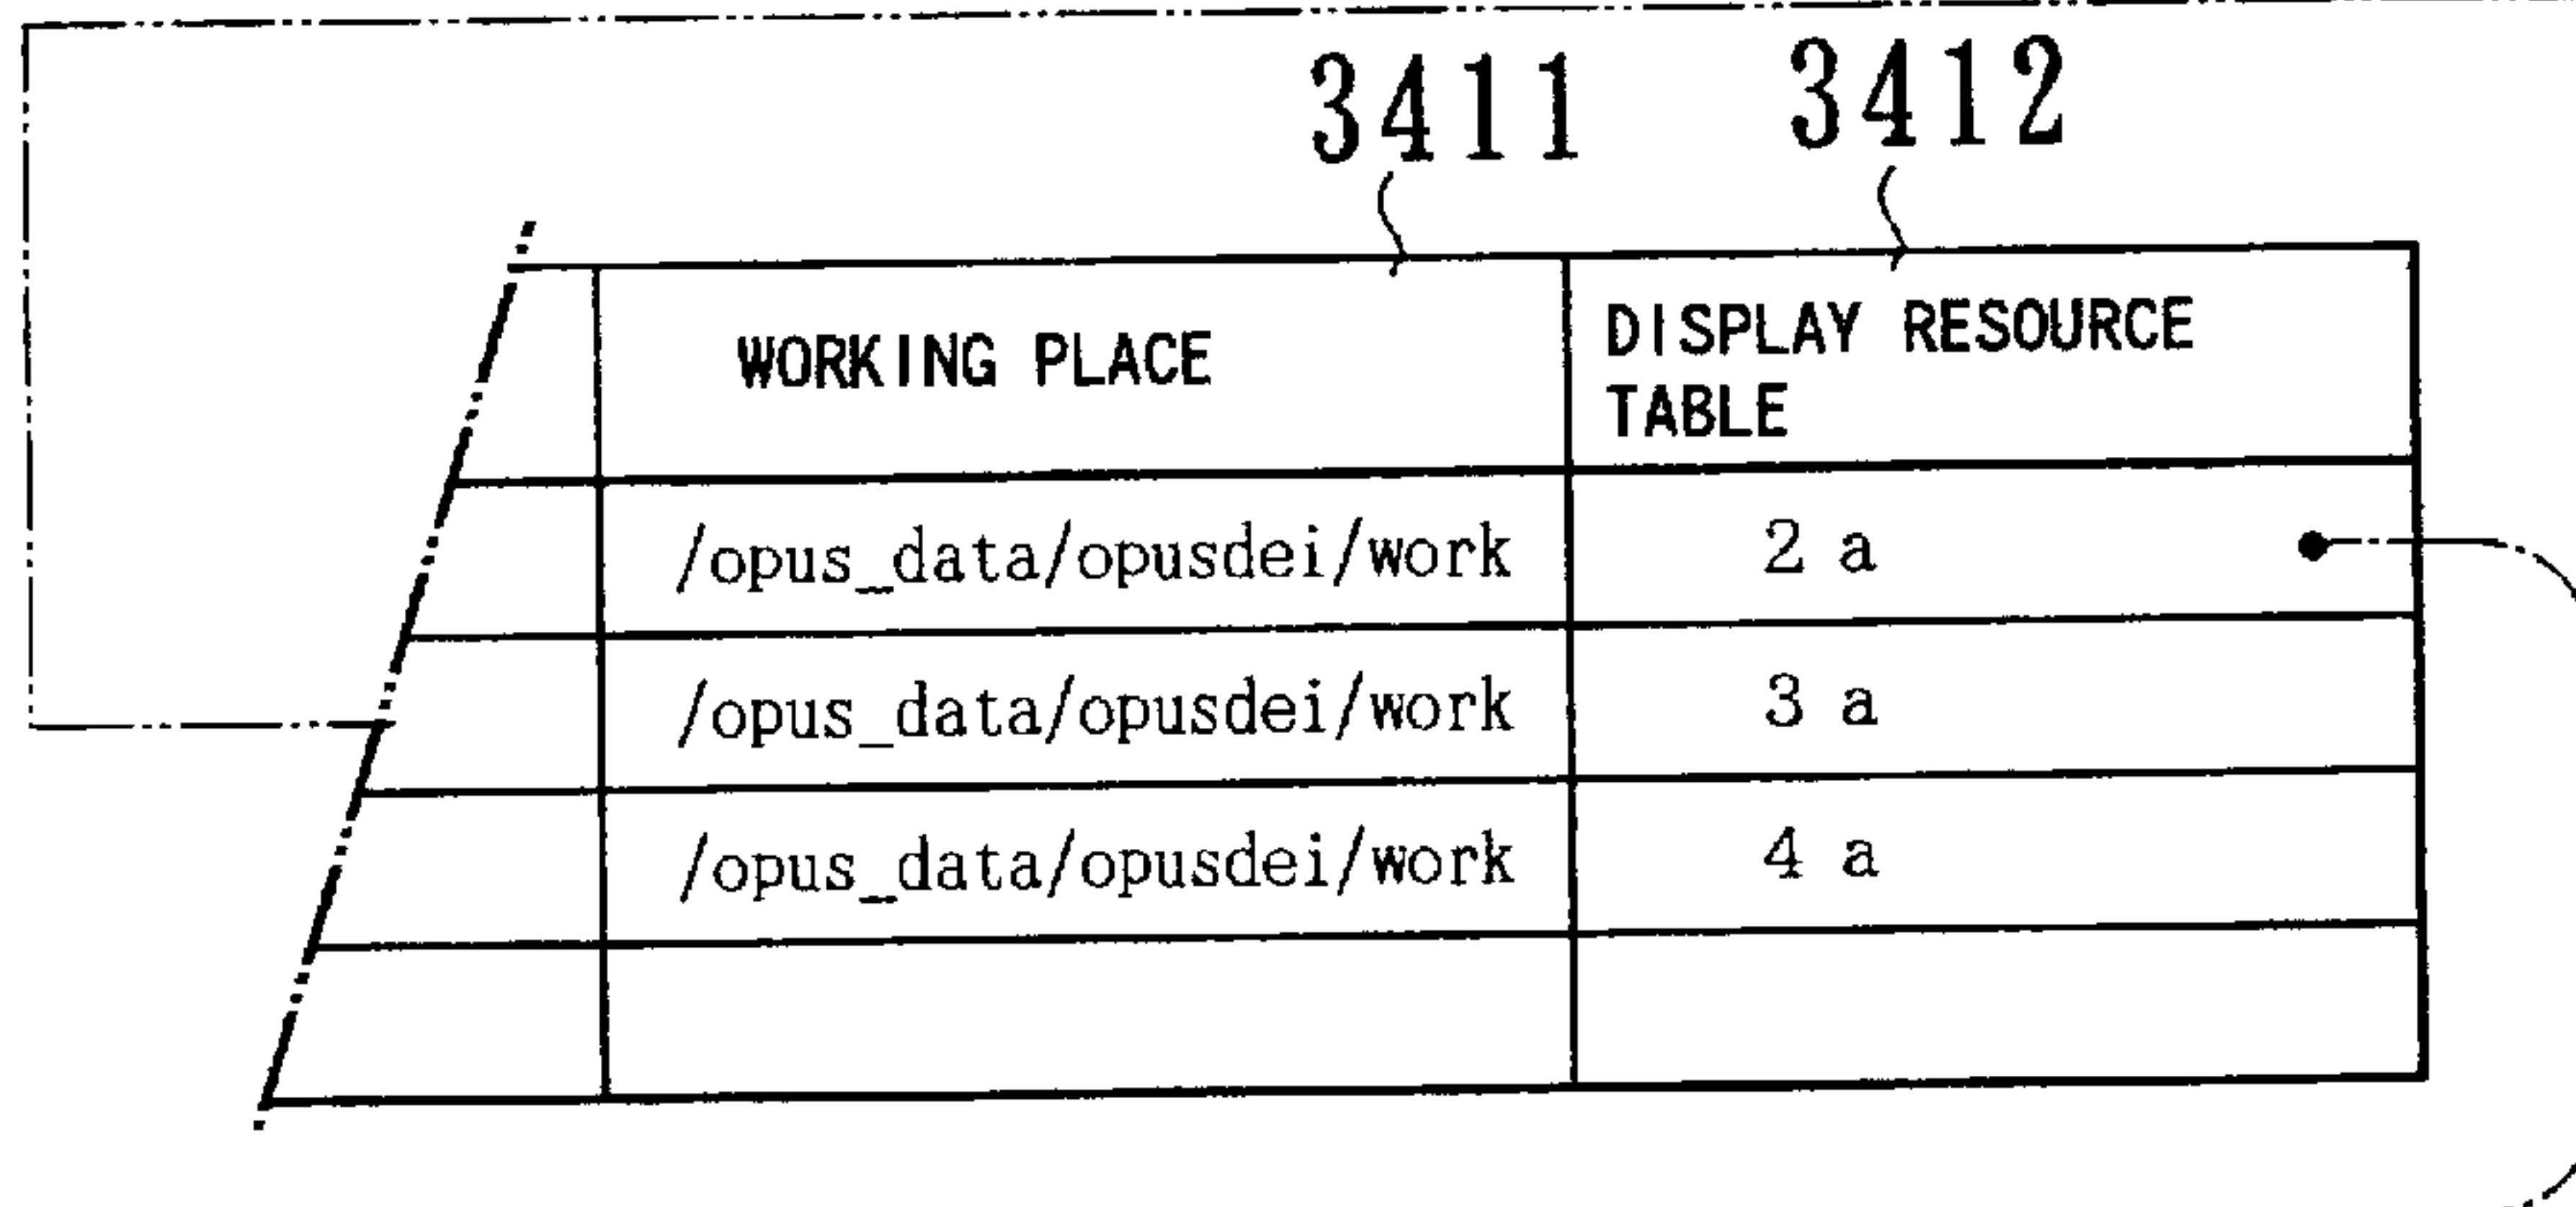 3411 3412
WORKING PLACE
DISPLAY RESOURCE
TABLE
/opus_data/opusdei/work 2 a
/opus_data/opusdei/work 3 a
/opus_data/opusdei/work 4 a